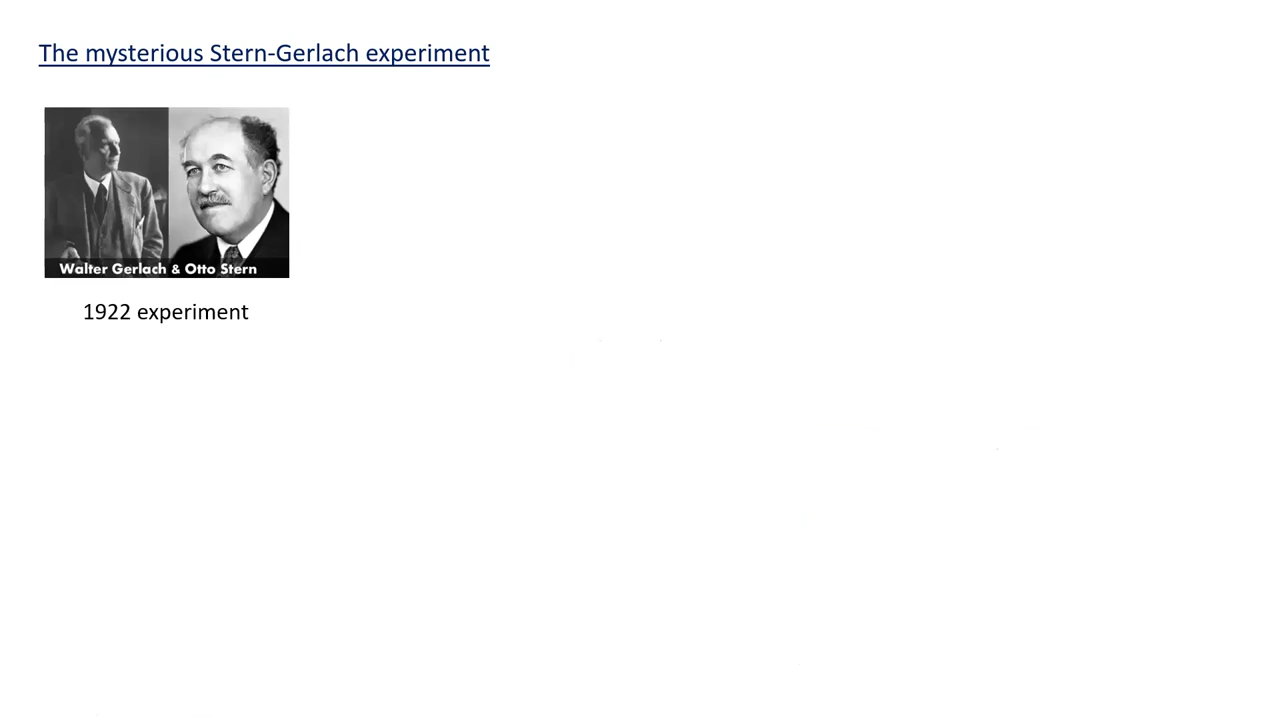 The mysterious Stern-Gerlach experiment
Walter Gerlach & Otto Stern
1922 experiment